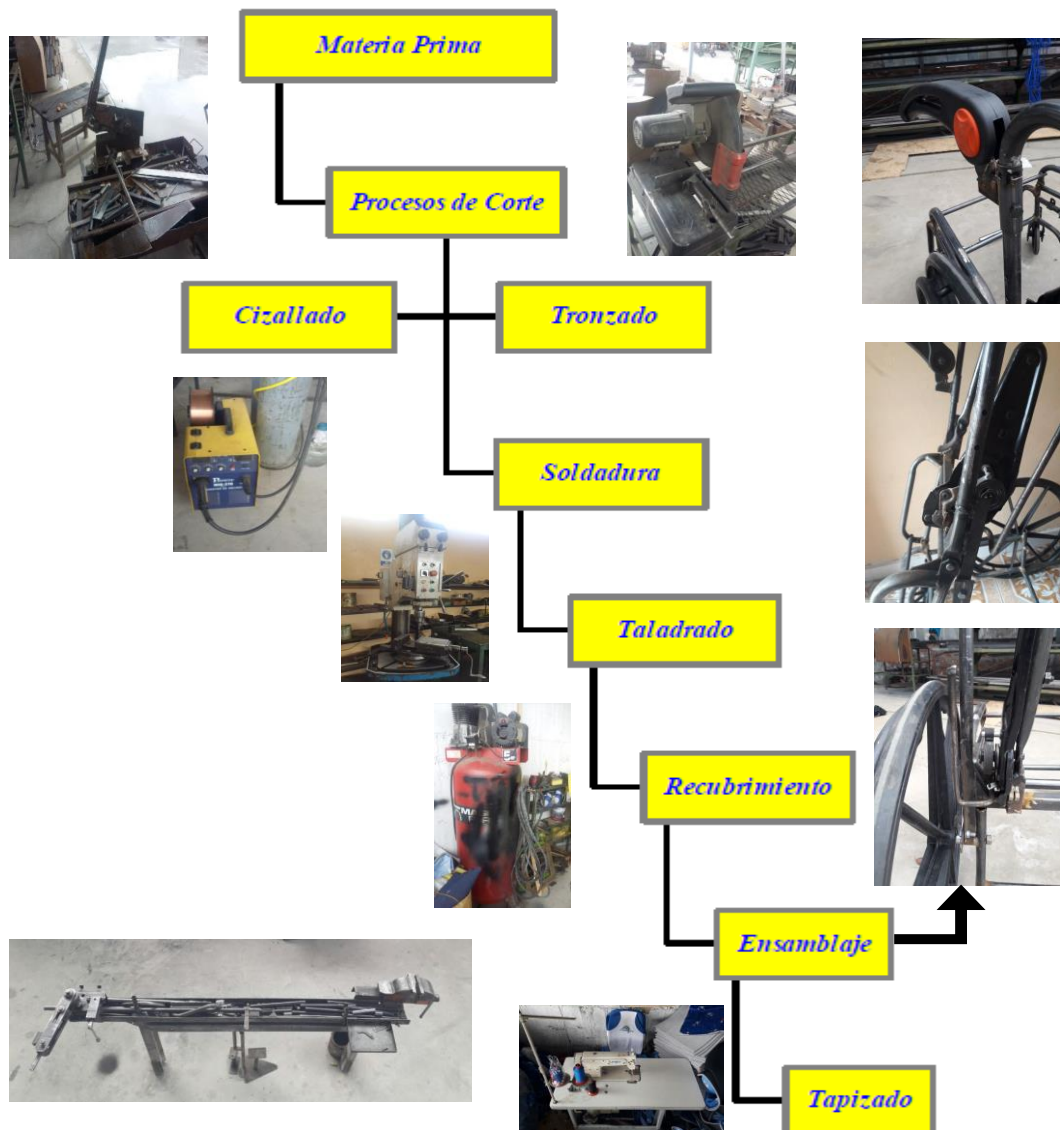 Materia Prima
Procesos de Corte
Cizallado
Tronzado
Soldadura
Taladrado
Recubrimiento
Ensamblaje
Tapizado